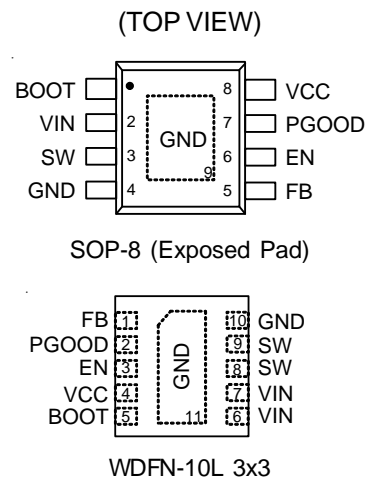 (TOP VIEW)
BOOT 8 VCC
VIN 2 7 PGOOD
SW 3 GND 6 EN
GND 4 9 5 FB
SOP-8 (Exposed Pad)
FB 1 10 GND
PGOOD 2 9 SW
EN 3 GND 8 SW
VCC 4 7 VIN
BOOT 5 11 6 VIN
WDFN-10L 3x3